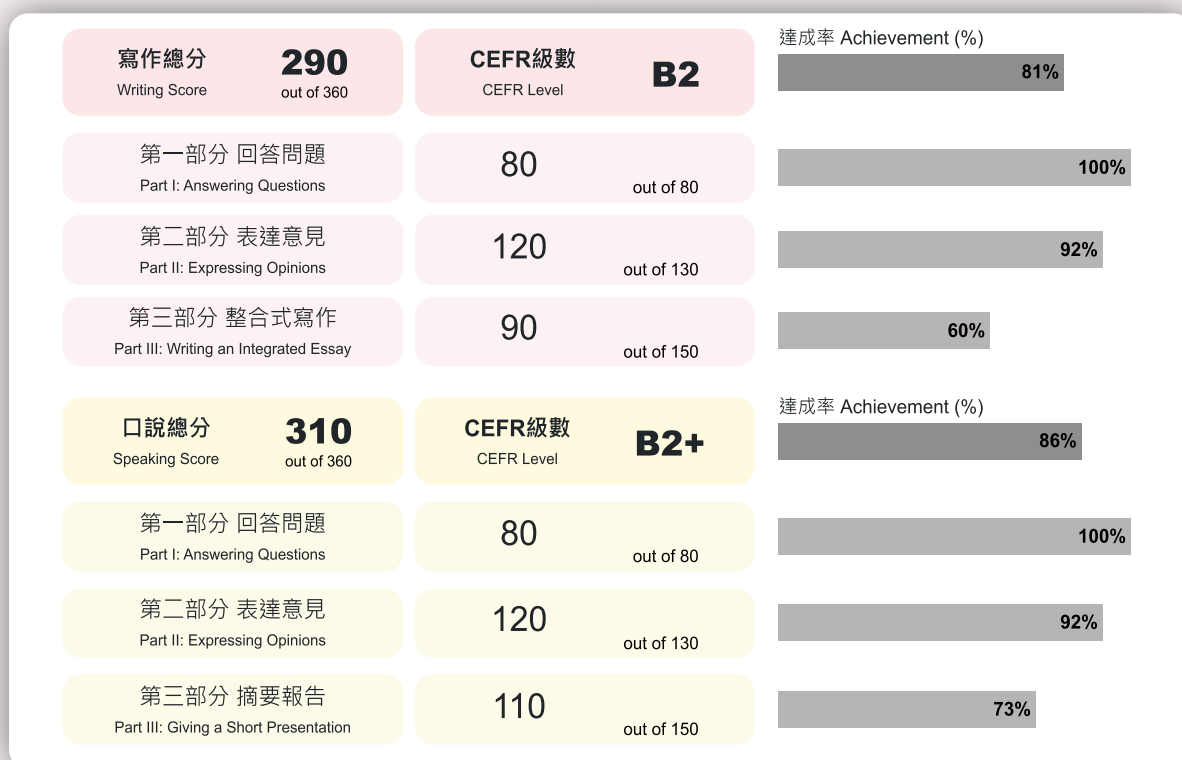 寫作總分 290 CEFR級數 B2 達成率 Achievement (%)
Writing Score out of 360 CEFR Level 81%
第一部分 回答問題 80 100%
Part I: Answering Questions out of 80
第二部分 表達意見 120 92%
Part II: Expressing Opinions out of 130
第三部分 整合式寫作 90 60%
Part III: Writing an Integrated Essay out of 150
口說總分 310 CEFR級數 B2+ 達成率 Achievement (%)
Speaking Score out of 360 CEFR Level 86%
第一部分 回答問題 80 100%
Part I: Answering Questions out of 80
第二部分 表達意見 120 92%
Part II: Expressing Opinions out of 130
第三部分 摘要報告 110 73%
Part III: Giving a Short Presentation out of 150